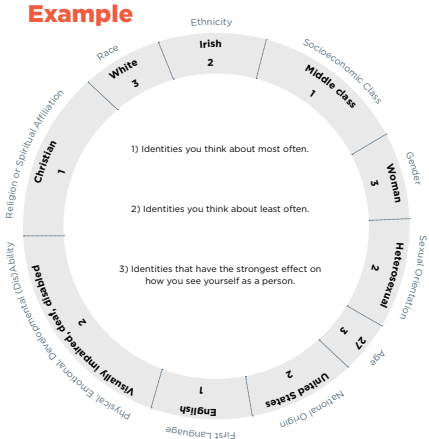 Example
Ethnicity
Irish
2
Socioeconomic Class
Middle class
1
Gender
Woman
3
Sexual Orientation
Heterosexual
2
Age
27
3
National Origin
United States
2
First Language
English
1
Physical Emotional Developmental (Dis)Ability
Visually Impaired, deaf, disabled
2
Religion or Spiritual Affiliation
Christian
1
Race
White
3
1) Identities you think about most often.
2) Identities you think about least often.
3) Identities that have the strongest effect on
how you see yourself as a person.